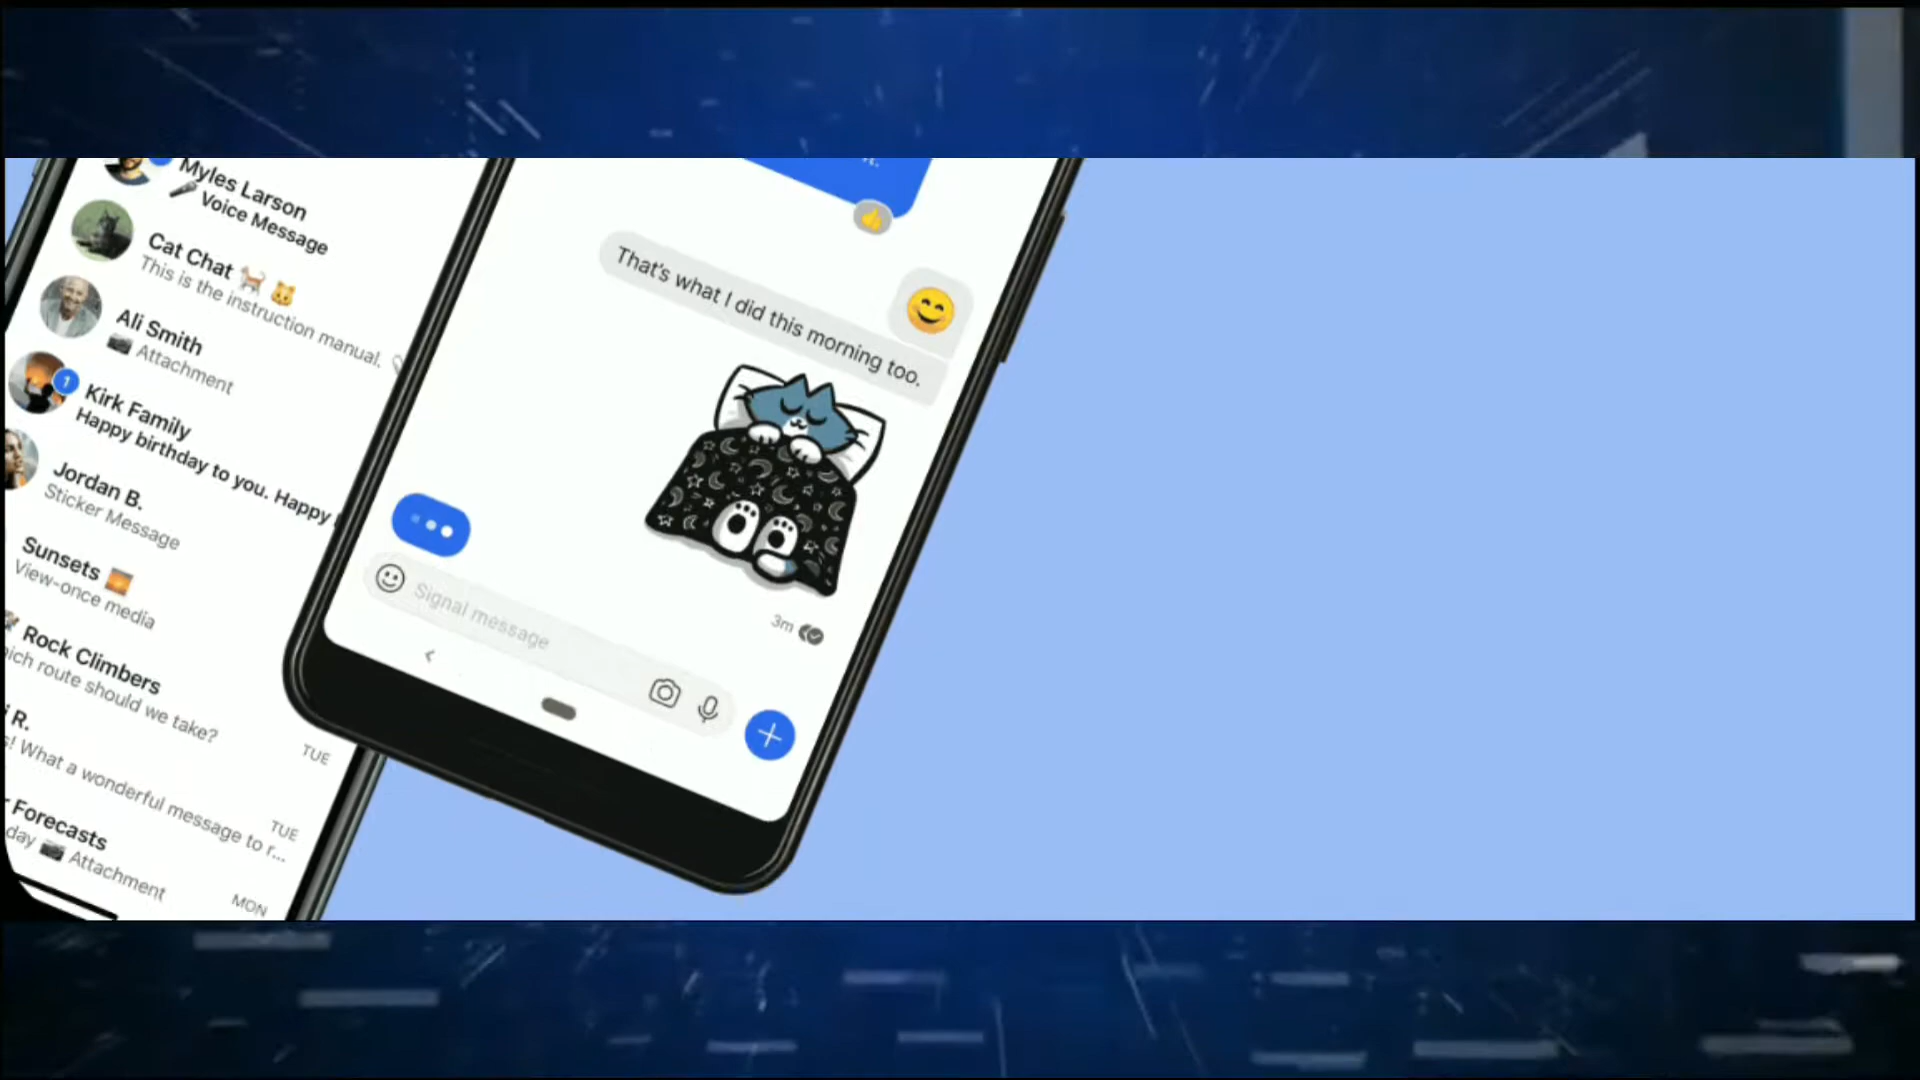 Myles Larson
Voice Message
Cat Chat 🐈 🐱
This is the instruction manual.
Ali Smith
Attachment
1
Kirk Family
Happy birthday to you. Happy
Jordan B.
Sticker Message
Sunsets
View-once media
Rock Climbers
route should we take?
TUE
R.
What a wonderful message to r...
TUE
Forecasts
Attachment
MON
That's what I did this morning too.
3m
Signal message